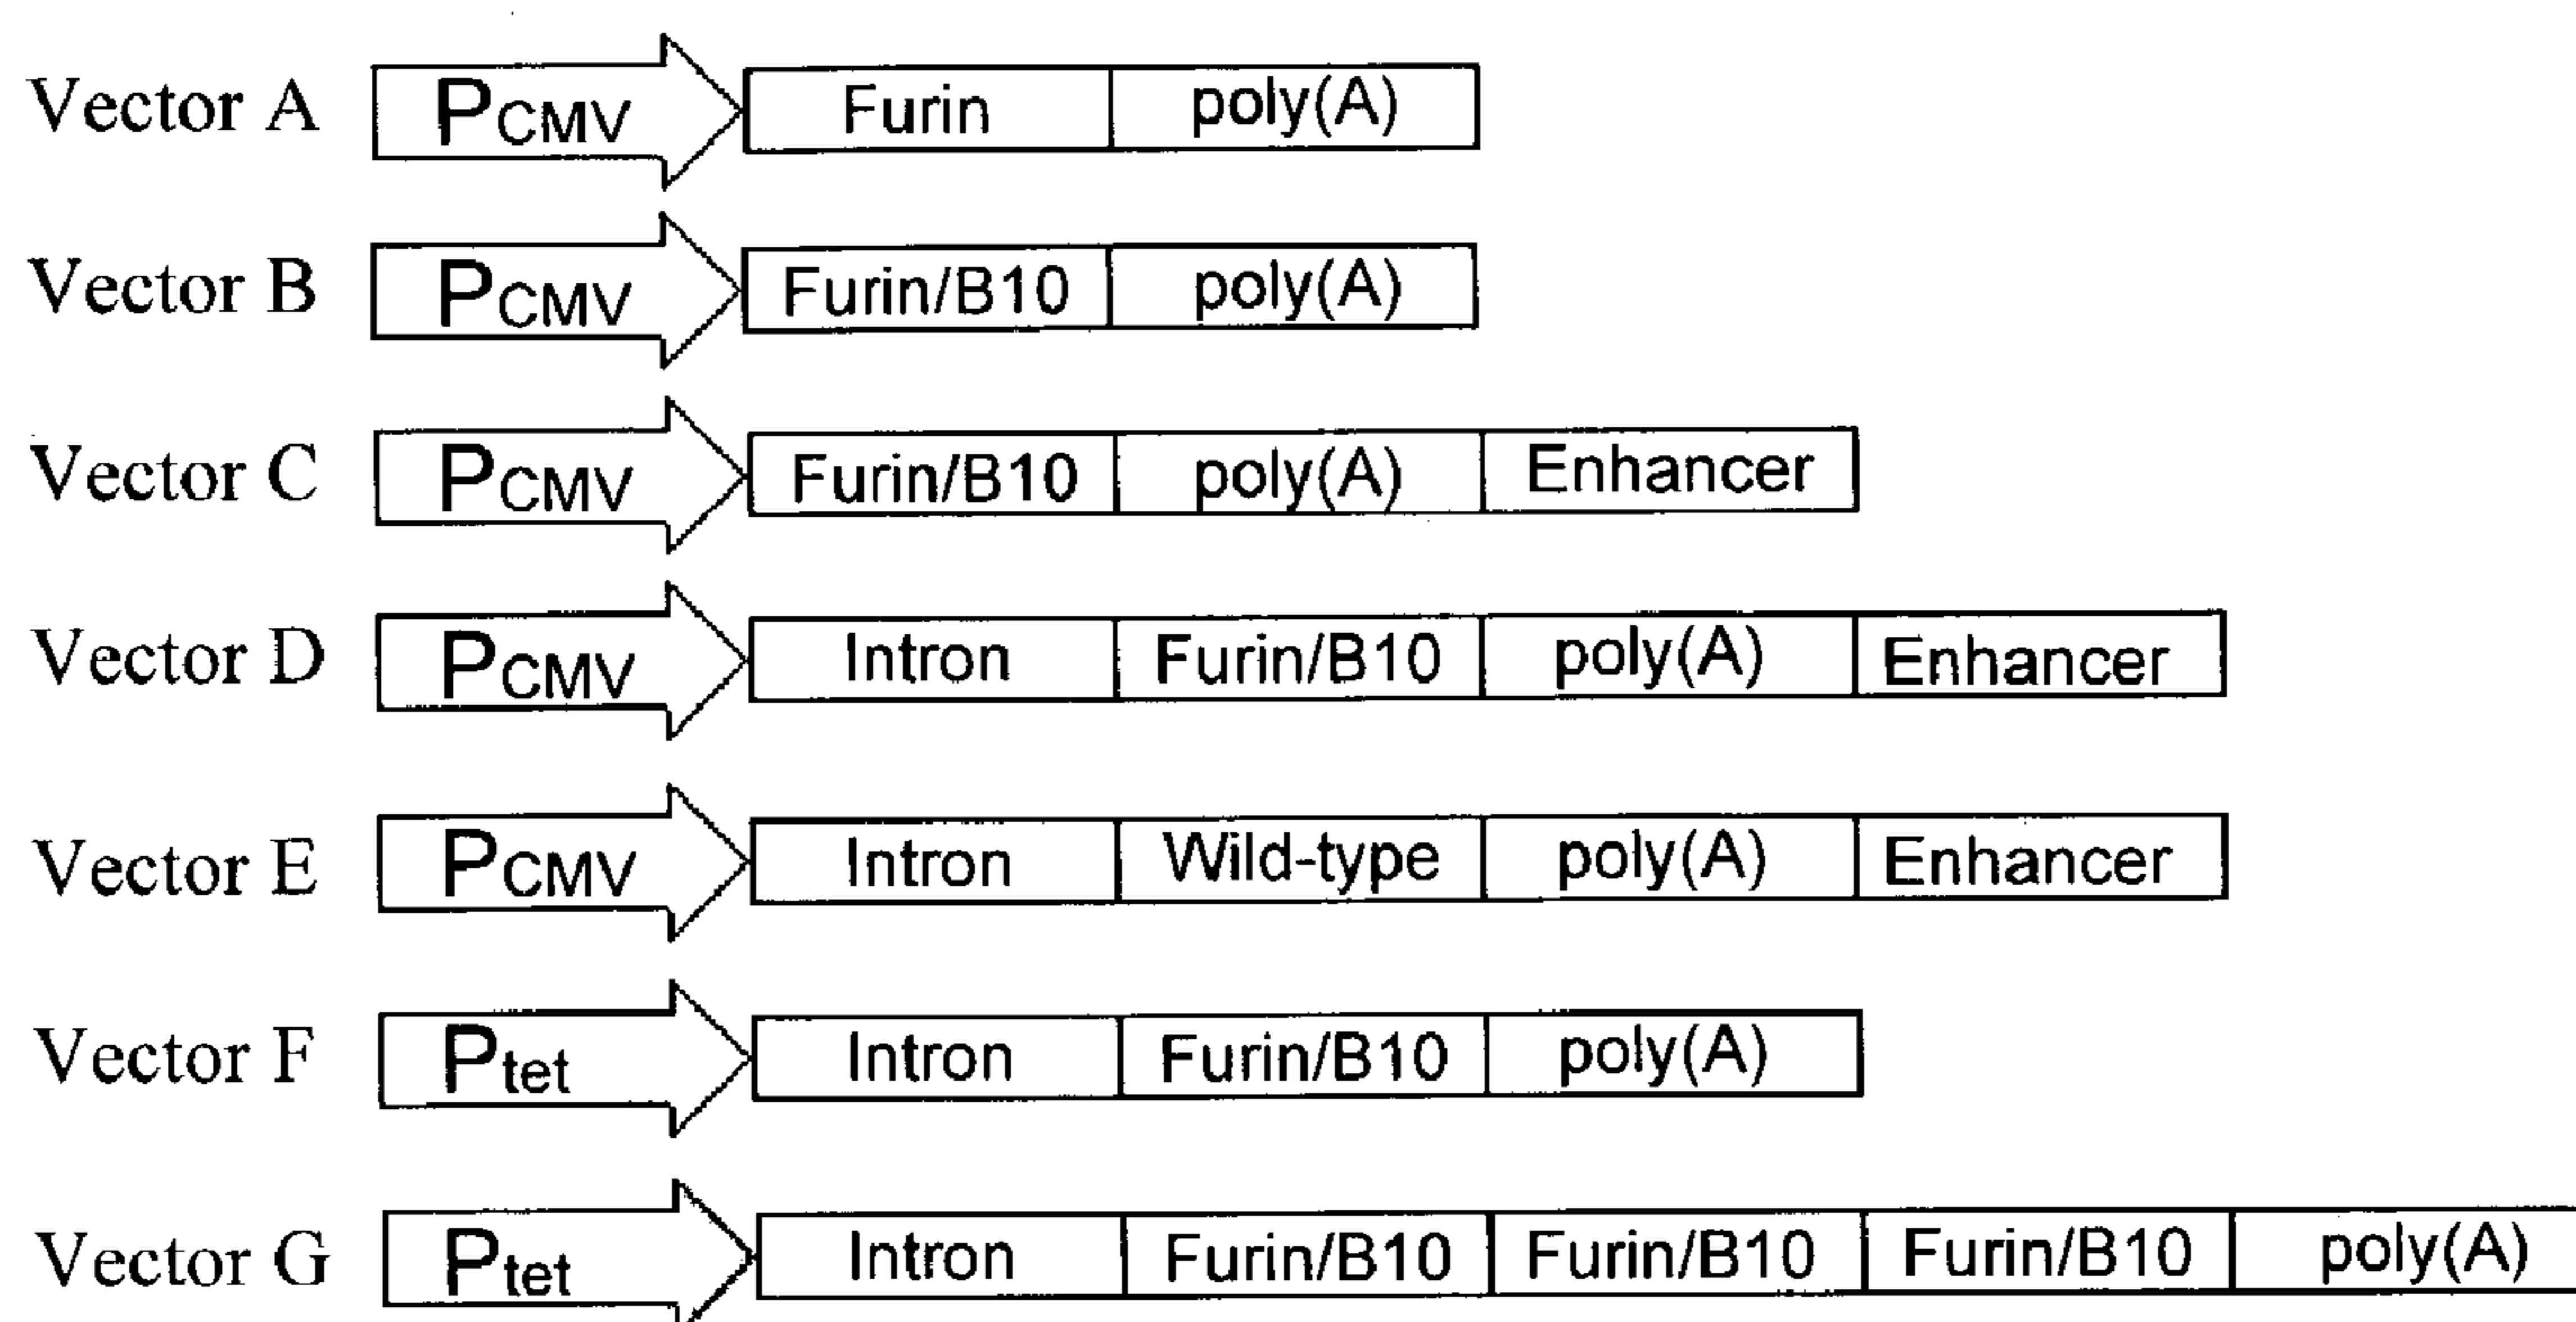 Vector A PCMV Furin poly(A)
Vector B PCMV Furin/B10 poly(A)
Vector C PCMV Furin/B10 poly(A) Enhancer
Vector D PCMV Intron Furin/B10 poly(A) Enhancer
Vector E PCMV Intron Wild-type poly(A) Enhancer
Vector F Ptet Intron Furin/B10 poly(A)
Vector G Ptet Intron Furin/B10 Furin/B10 Furin/B10 poly(A)